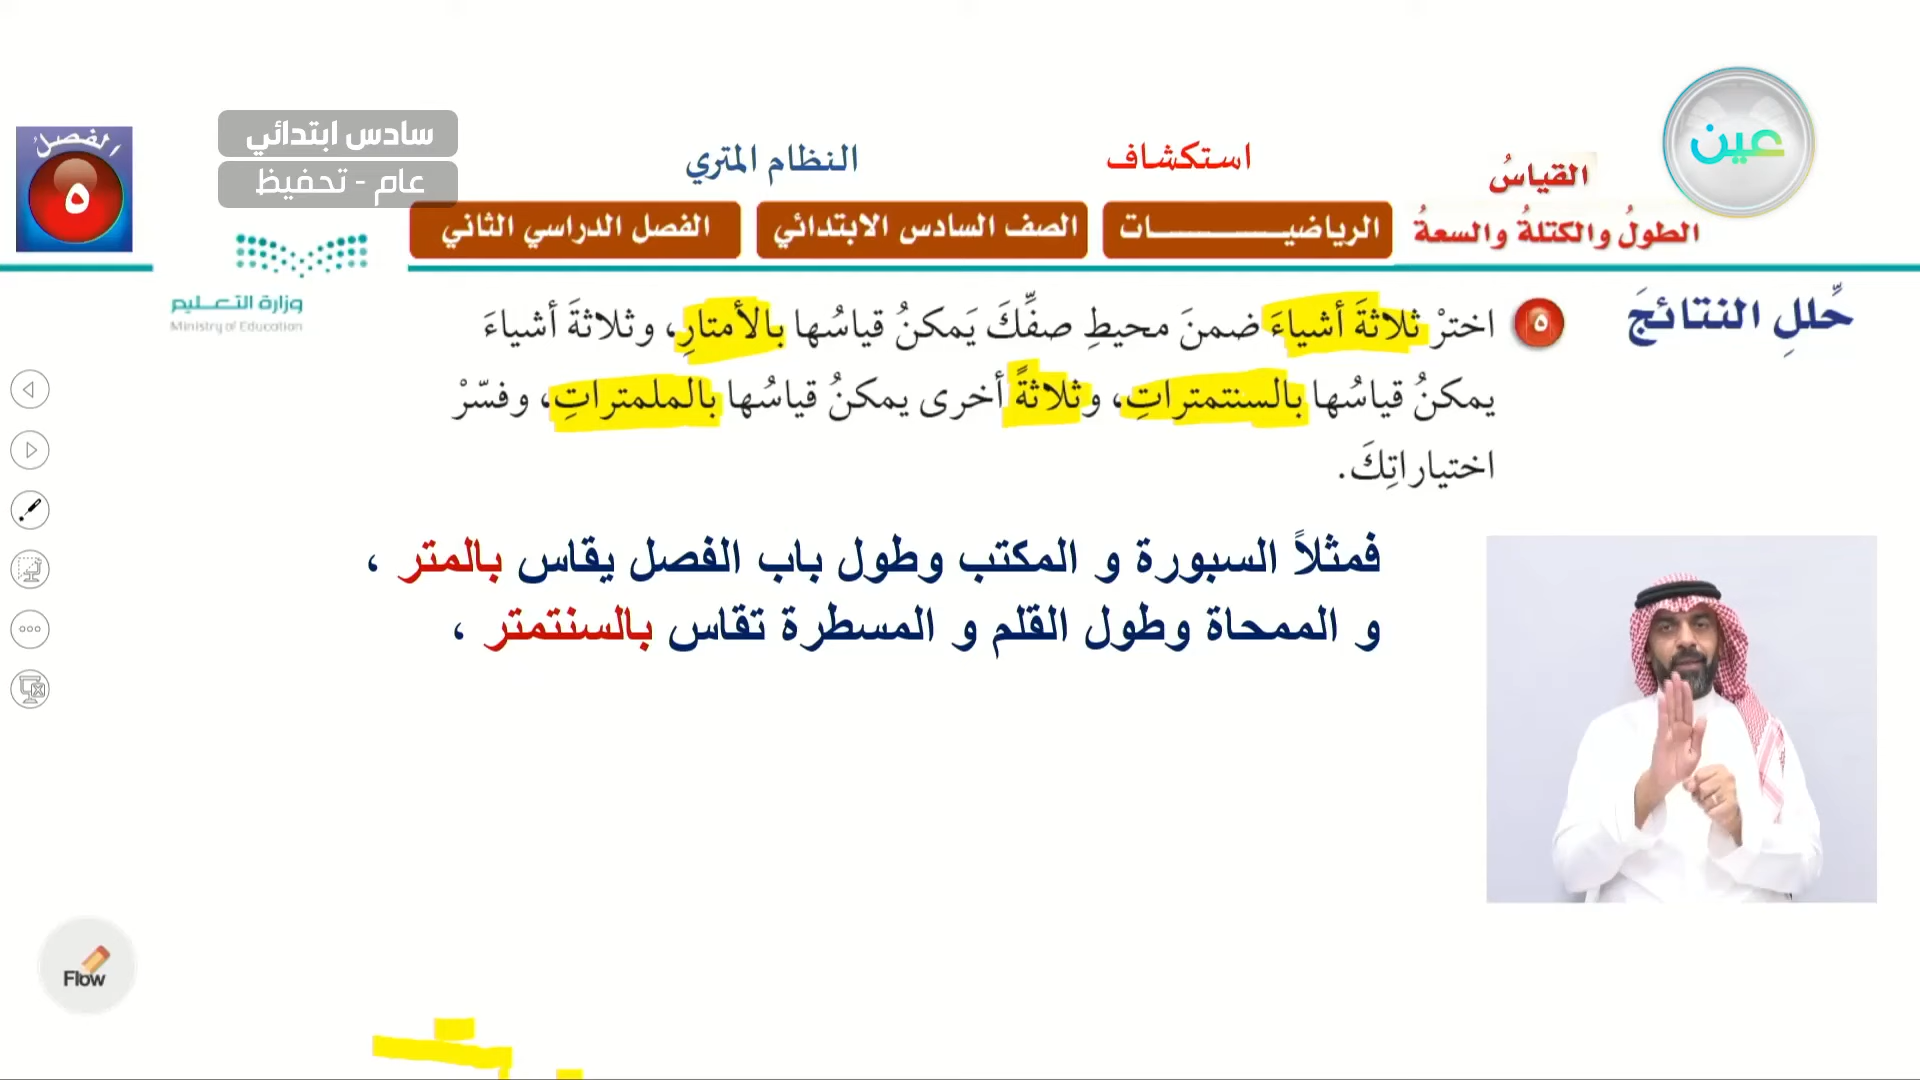 عين
القياسُ
الطولُ والكتلةُ والسعةُ
استكشاف
النظام المتري
الرياضيـــــــــات
الصف السادس الابتدائي
الفصل الدراسي الثاني
سادس ابتدائي
عام - تحفيظ
الفصلُ
٥
وزارة التعـليم
Ministry of Education
حِّللِ النتائجَ
٥ اخترْ ثلاثةَ أشياءَ ضمنَ محيطِ صفِّكَ يَمكنُ قياسُها بالأمتارِ، وثلاثةَ أشياءَ
يمكنُ قياسُها بالسنتمتراتِ، وثلاثةً أخرى يمكنُ قياسُها بالملمتراتِ، وفسّرْ
اختياراتِكَ.
فمثلاً السبورة و المكتب وطول باب الفصل يقاس بالمتر ،
و الممحاة وطول القلم و المسطرة تقاس بالسنتمتر ،
Flow